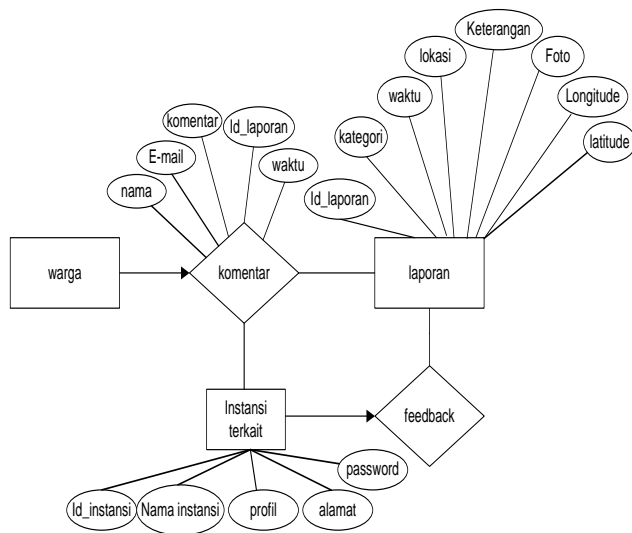 Keterangan
lokasi
Foto
waktu
Longitude
komentar
Id_laporan
kategori
latitude
E-mail
waktu
nama
Id_laporan
warga
komentar
laporan
Instansi
terkait
feedback
password
Id_instansi
Nama instansi
profil
alamat